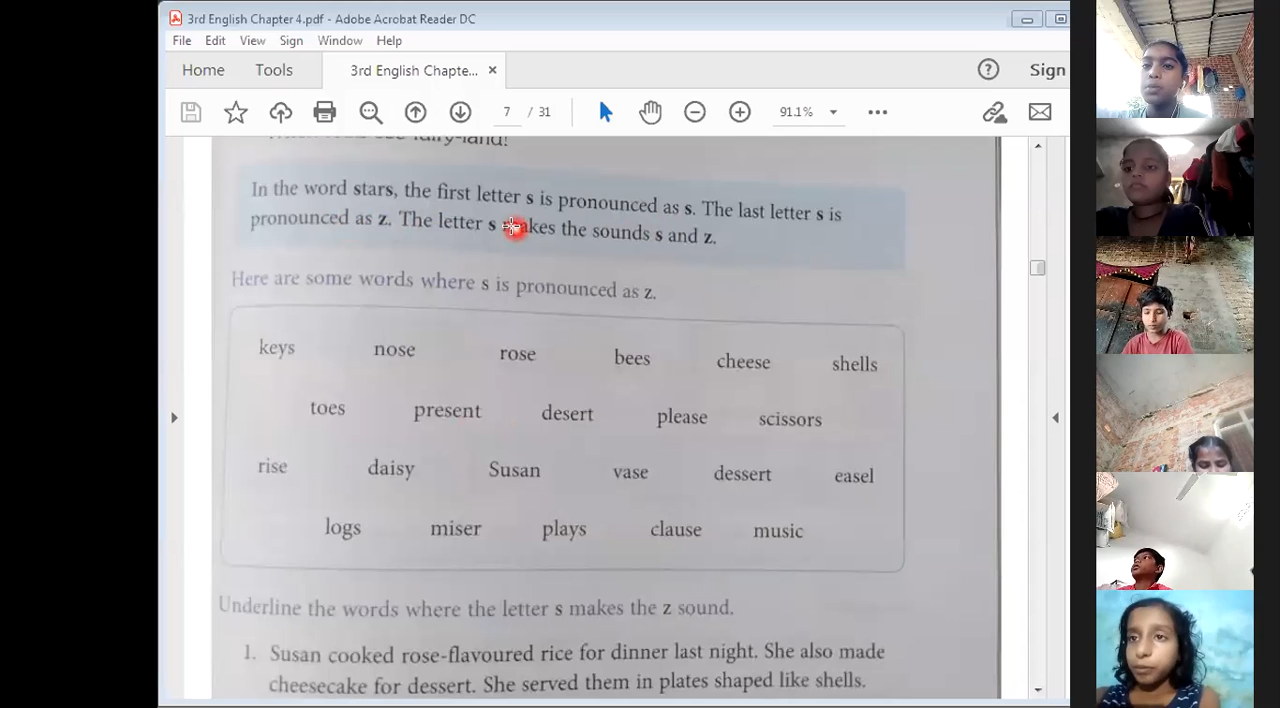 3rd English Chapter 4.pdf - Adobe Acrobat Reader DC
File Edit View Sign Window Help
Home Tools 3rd English Chapte... × ? Sign
7 / 31 91.1%
fairy-land!
In the word stars, the first letter s is pronounced as s. The last letter s is
pronounced as z. The letter s makes the sounds s and z.
Here are some words where s is pronounced as z.
keys nose rose bees cheese shells
toes present desert please scissors
rise daisy Susan vase dessert easel
logs miser plays clause music
Underline the words where the letter s makes the z sound.
1. Susan cooked rose-flavoured rice for dinner last night. She also made
cheesecake for dessert. She served them in plates shaped like shells.